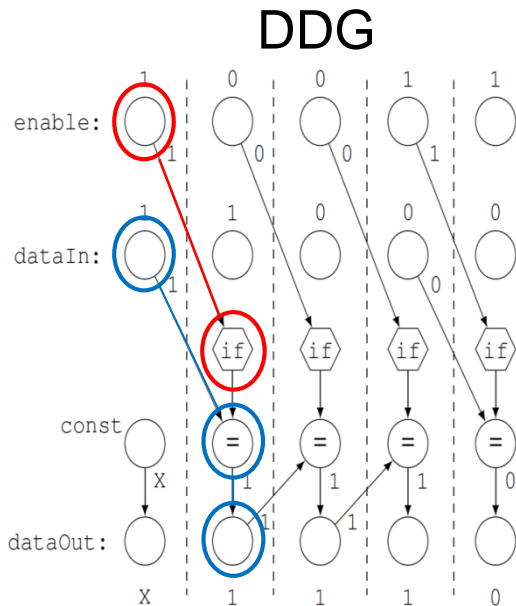 DDG
1 0 0 1 1
enable:
1 0 0 1
1 1 0 0 0
dataIn:
1 0
if if if if
const
= = = =
X 1 1 1 0
1 1
dataOut:
X 1 1 1 0